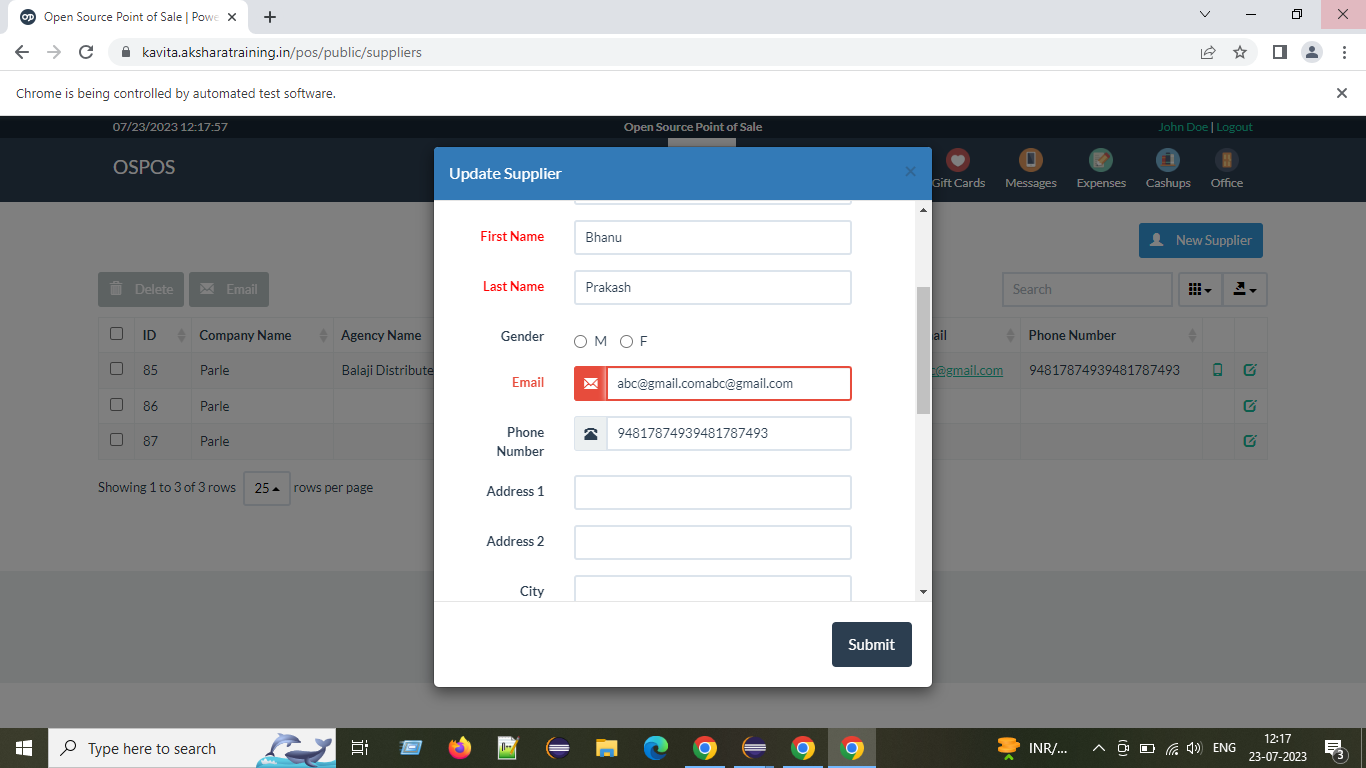 Open Source Point of Sale | Powe
kavita.aksharatraining.in/pos/public/suppliers
Chrome is being controlled by automated test software.
07/23/2023 12:17:57
Open Source Point of Sale
John Doe | Logout
OSPOS
Gift Cards
Messages
Expenses
Cashups
Office
Update Supplier
New Supplier
Delete
Email
Search
ID
Company Name
Agency Name
ail
Phone Number
85
Parle
Balaji Distribute
c@gmail.com
94817874939481787493
86
Parle
87
Parle
Showing 1 to 3 of 3 rows
25
rows per page
First Name
Bhanu
Last Name
Prakash
Gender
M
F
Email
abc@gmail.comabc@gmail.com
Phone
Number
94817874939481787493
Address 1
Address 2
City
Submit
Type here to search
INR/...
ENG
12:17
23-07-2023
3